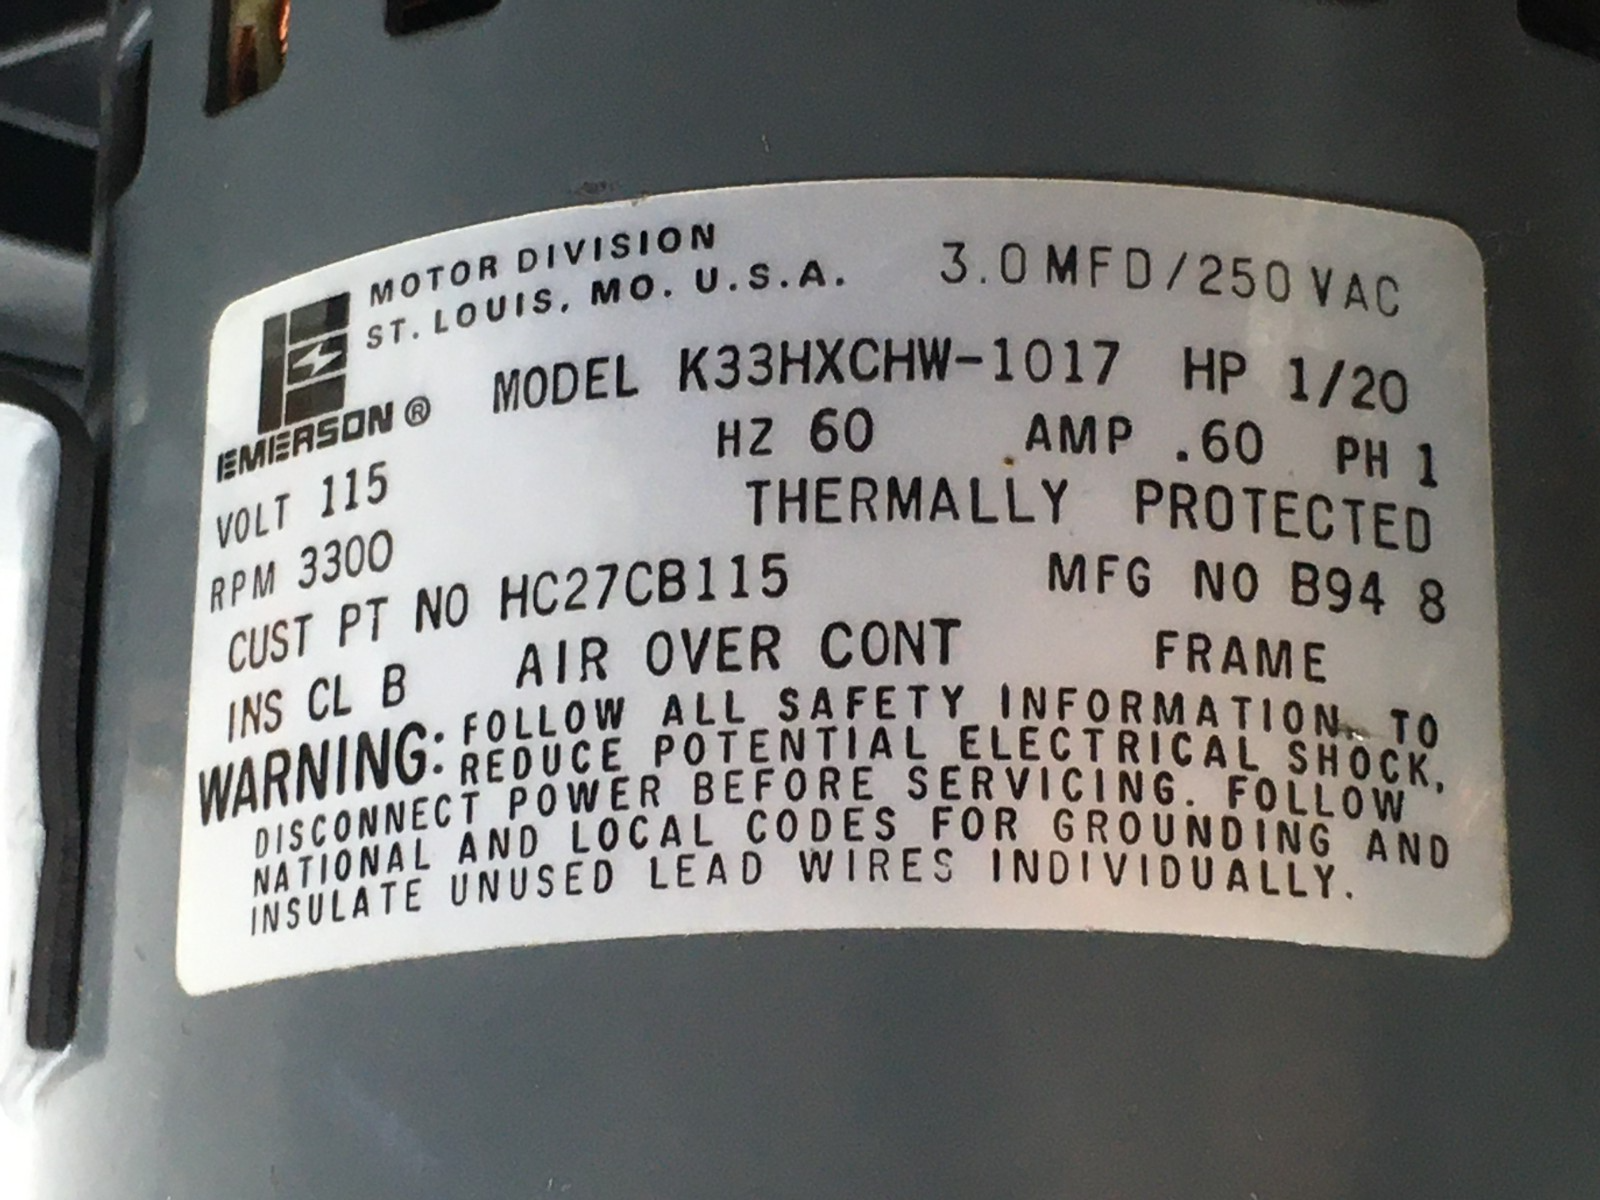 MOTOR DIVISION
ST. LOUIS, MO. U.S.A.
3.0 MFD/250 VAC
EMERSON®
MODEL K33HXCHW-1017 HP 1/20
VOLT 115 HZ 60 AMP .60 PH 1
RPM 3300 THERMALLY PROTECTED
CUST PT NO HC27CB115 MFG NO B94 8
INS CL B AIR OVER CONT FRAME
WARNING: FOLLOW ALL SAFETY INFORMATION TO
REDUCE POTENTIAL ELECTRICAL SHOCK,
DISCONNECT POWER BEFORE SERVICING. FOLLOW
NATIONAL AND LOCAL CODES FOR GROUNDING AND
INSULATE UNUSED LEAD WIRES INDIVIDUALLY.